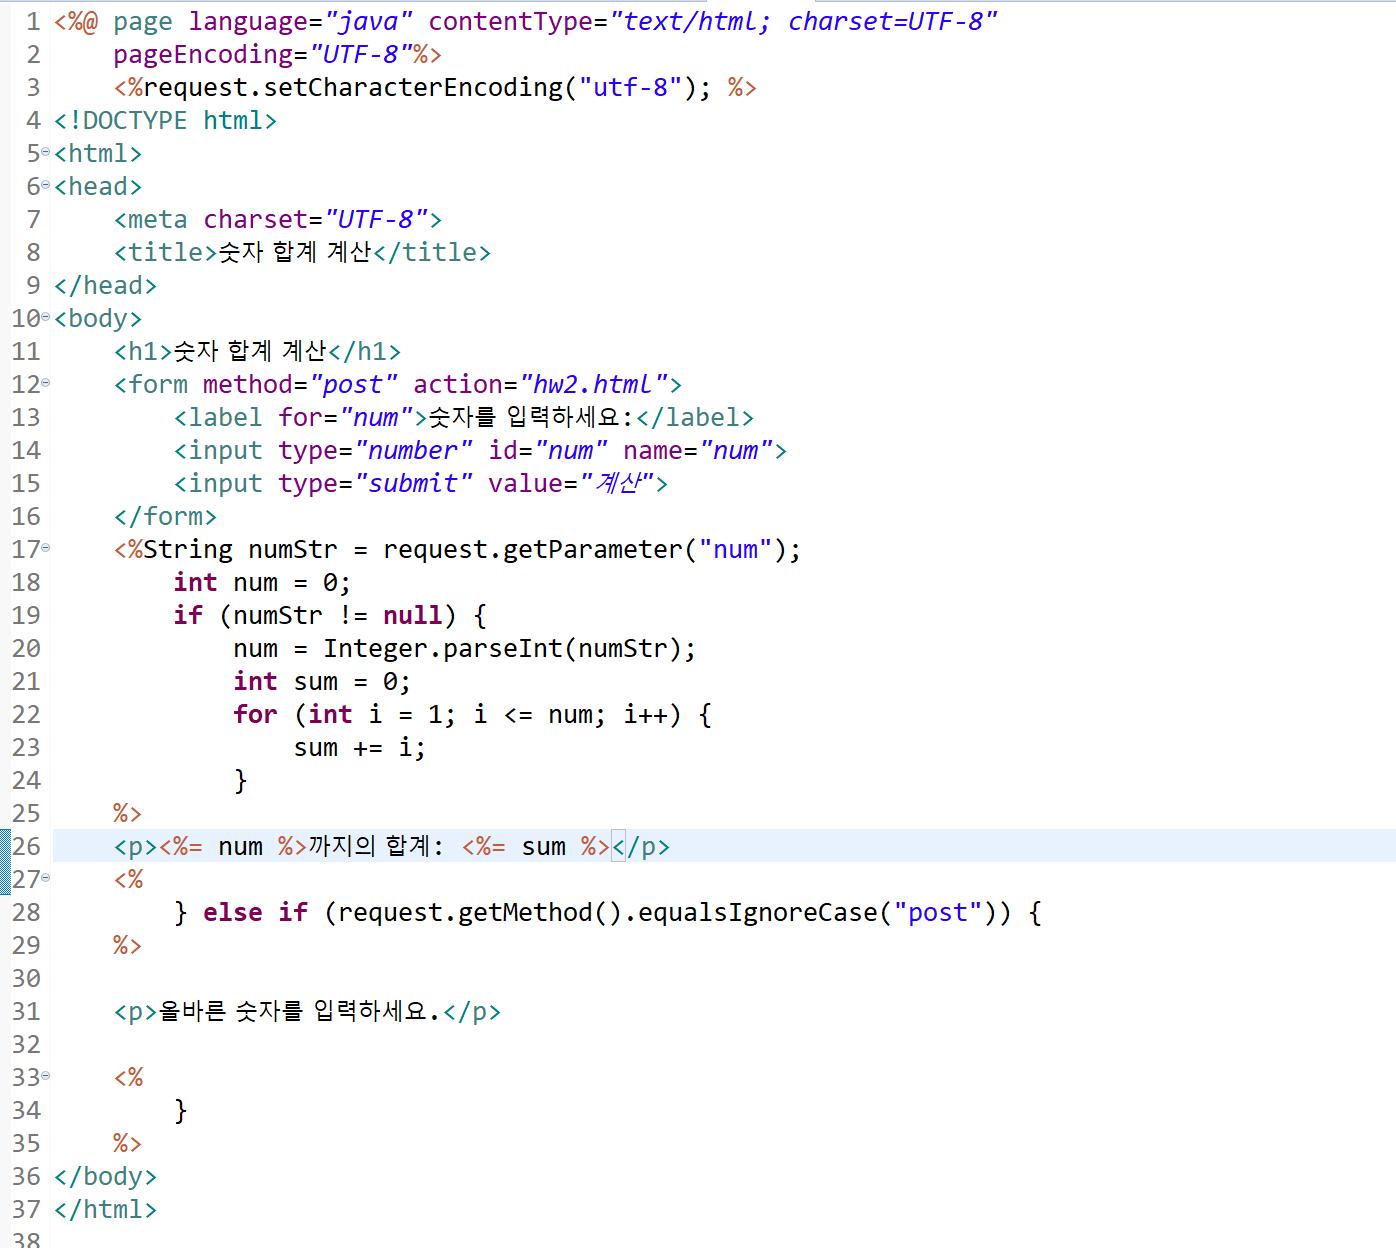 1 <%@ page language="java" contentType="text/html; charset=UTF-8"
2     pageEncoding="UTF-8"%>
3     <%request.setCharacterEncoding("utf-8"); %>
4 <!DOCTYPE html>
5 <html>
6 <head>
7     <meta charset="UTF-8">
8     <title>숫자 합계 계산</title>
9 </head>
10 <body>
11     <h1>숫자 합계 계산</h1>
12     <form method="post" action="hw2.html">
13         <label for="num">숫자를 입력하세요:</label>
14         <input type="number" id="num" name="num">
15         <input type="submit" value="계산">
16     </form>
17     <%String numStr = request.getParameter("num");
18         int num = 0;
19         if (numStr != null) {
20             num = Integer.parseInt(numStr);
21             int sum = 0;
22             for (int i = 1; i <= num; i++) {
23                 sum += i;
24             }
25     %>
26     <p><%= num %>까지의 합계: <%= sum %></p>
27     <%
28         } else if (request.getMethod().equalsIgnoreCase("post")) {
29     %>
30
31     <p>올바른 숫자를 입력하세요.</p>
32
33     <%
34         }
35     %>
36 </body>
37 </html>
38